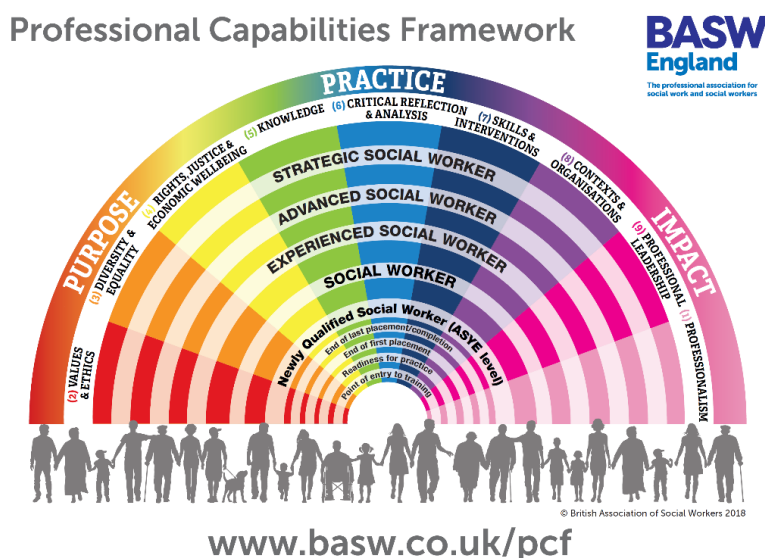 Professional Capabilities Framework
BASW
England
The professional association for
social work and social workers
PURPOSE
PRACTICE
IMPACT
(2) VALUES
& ETHICS
(3) DIVERSITY &
EQUALITY
(4) RIGHTS, JUSTICE &
ECONOMIC WELLBEING
(5) KNOWLEDGE
(6) CRITICAL REFLECTION
& ANALYSIS
(7) SKILLS &
INTERVENTIONS
(8) CONTEXTS &
ORGANISATIONS
(9) PROFESSIONAL
LEADERSHIP
(1) PROFESSIONALISM
STRATEGIC SOCIAL WORKER
ADVANCED SOCIAL WORKER
EXPERIENCED SOCIAL WORKER
SOCIAL WORKER
Newly Qualified Social Worker (ASYE level)
End of last placement/completion
End of first placement
Readiness for practice
Point of entry to training
© British Association of Social Workers 2018
www.basw.co.uk/pcf